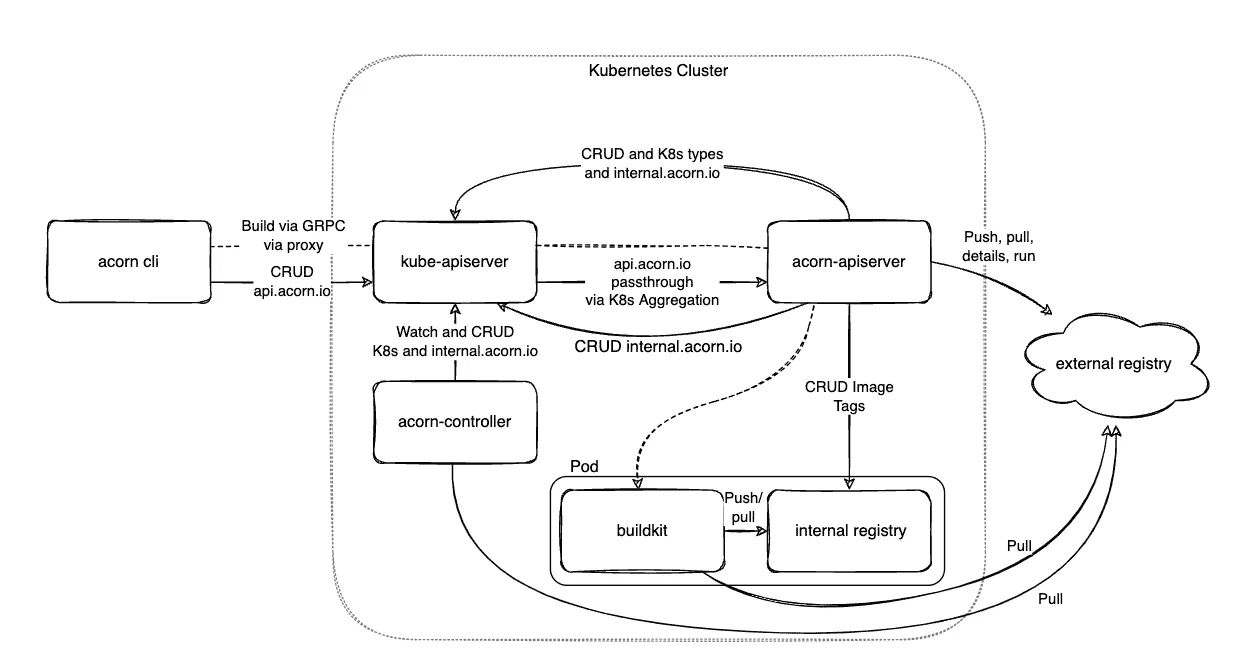 Kubernetes Cluster
CRUD and K8s types
and internal.acorn.io
Build via GRPC
via proxy
acorn cli
CRUD
api.acorn.io
kube-apiserver
api.acorn.io
passthrough
via K8s Aggregation
acorn-apiserver
Push, pull,
details, run
Watch and CRUD
K8s and internal.acorn.io
CRUD internal.acorn.io
external registry
CRUD Image
Tags
acorn-controller
Pod
buildkit
Push/
pull
internal registry
Pull
Pull